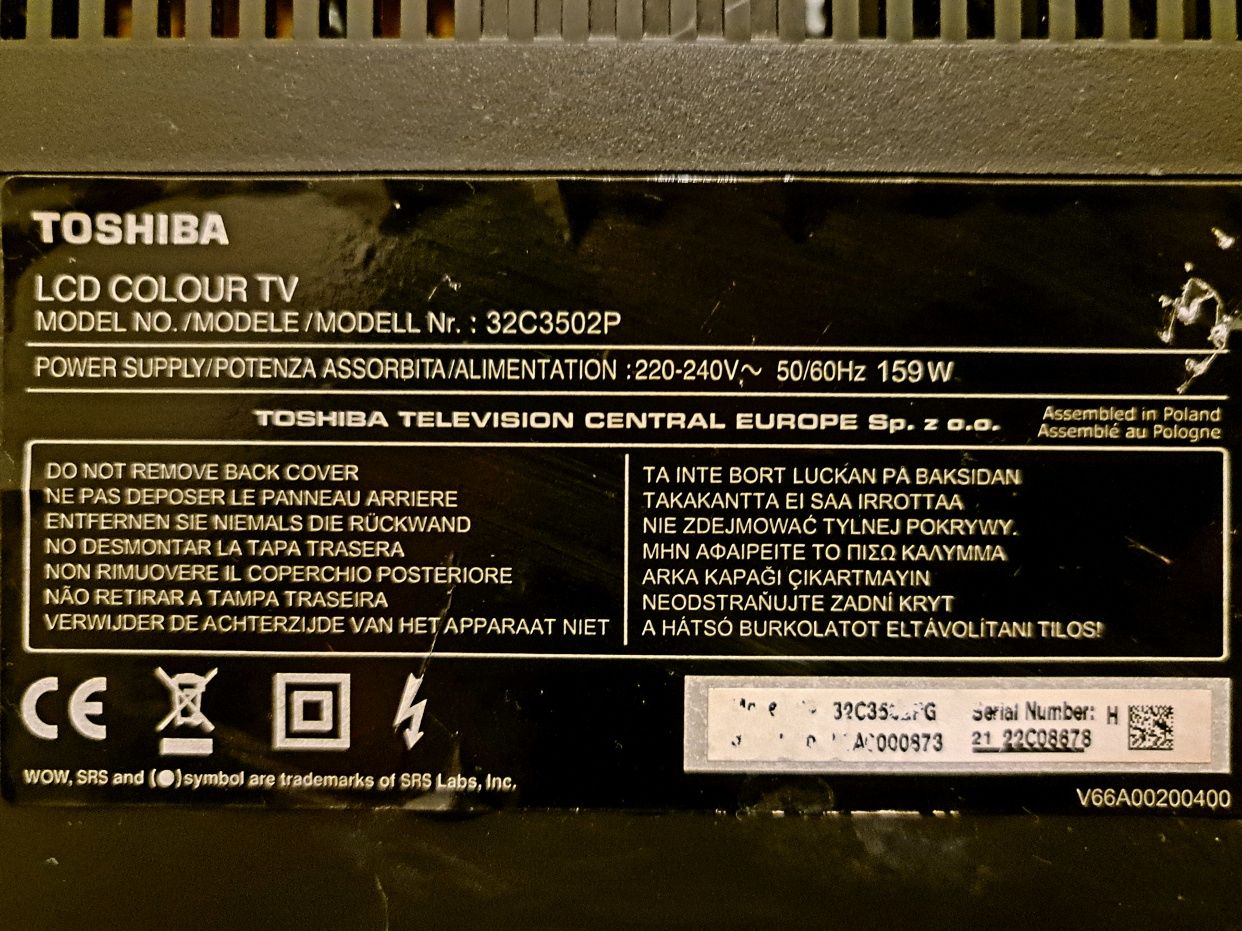 TOSHIBA
LCD COLOUR TV
MODEL NO./MODELE/MODELL Nr. : 32C3502P
POWER SUPPLY/POTENZA ASSORBITA/ALIMENTATION :220-240V~ 50/60Hz 159W
TOSHIBA TELEVISION CENTRAL EUROPE Sp. z o.o.
Assembled in Poland
Assemblé au Pologne
DO NOT REMOVE BACK COVER
NE PAS DEPOSER LE PANNEAU ARRIERE
ENTFERNEN SIE NIEMALS DIE RÜCKWAND
NO DESMONTAR LA TAPA TRASERA
NON RIMUOVERE IL COPERCHIO POSTERIORE
NÃO RETIRAR A TAMPA TRASEIRA
VERWIJDER DE ACHTERZIJDE VAN HET APPARAAT NIET
TA INTE BORT LUCKAN PÅ BAKSIDAN
TAKAKANTTA EI SAA IRROTTAA
NIE ZDEJMOWAĆ TYLNEJ POKRYWY.
ΜΗΝ ΑΦΑΙΡΕΙΤΕ ΤΟ ΠΙΣΩ ΚΑΛΥΜΜΑ
ARKA KAPAĞI ÇIKARTMAYIN
NEODSTRAŇUJTE ZADNÍ KRYT
A HÁTSÓ BURKOLATOT ELTÁVOLÍTANI TILOS!
CE
WOW, SRS and (●)symbol are trademarks of SRS Labs, Inc.
Serial Number: H
21 22C08678
V66A00200400